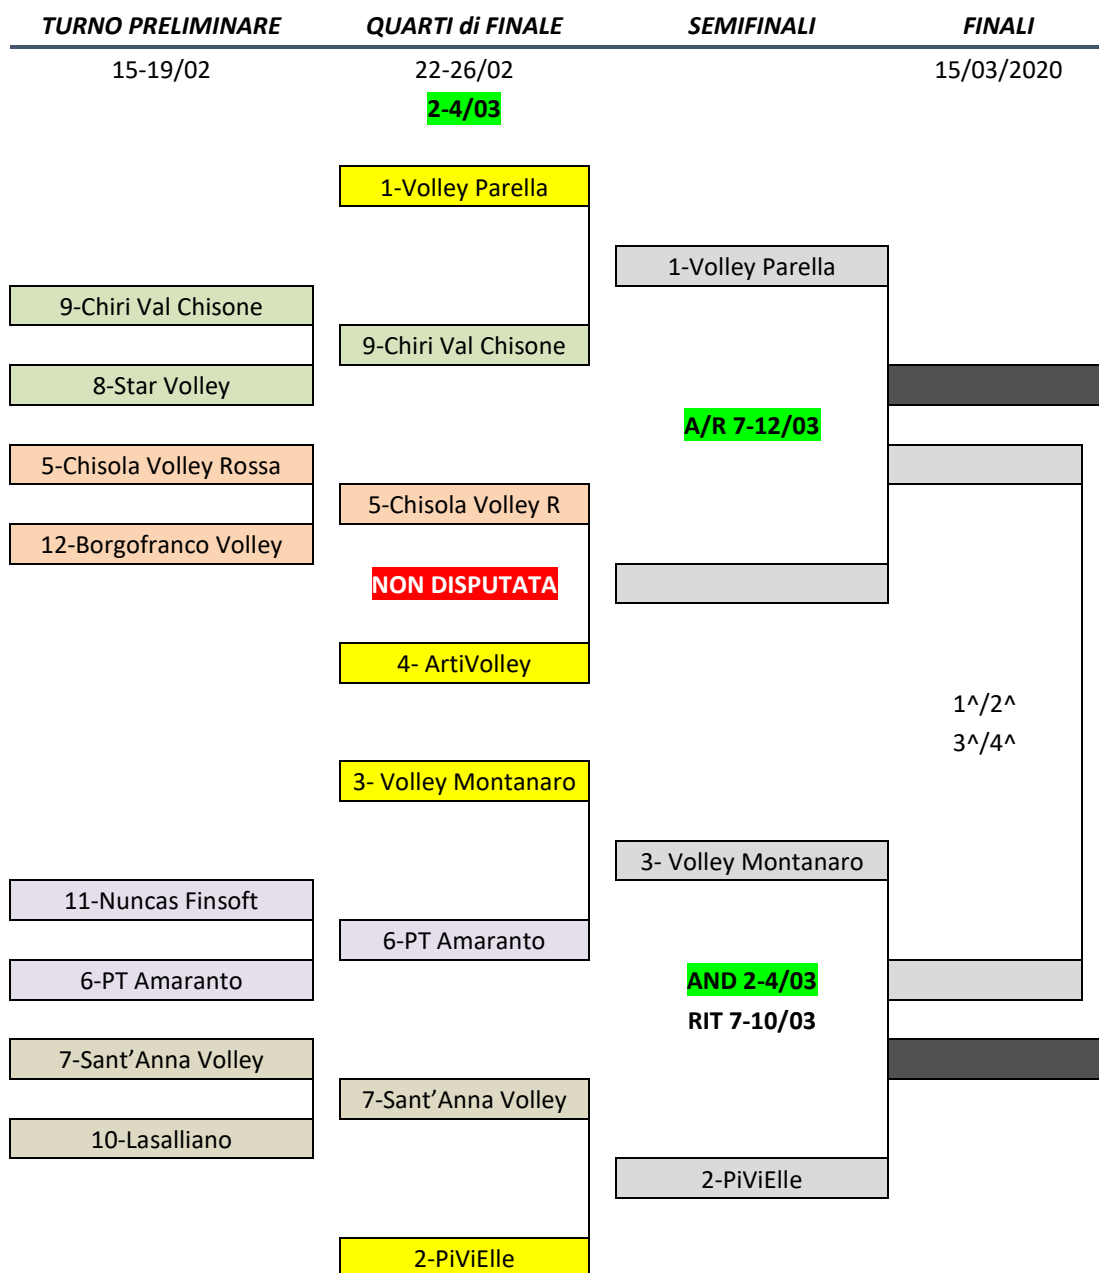 TURNO PRELIMINARE QUARTI di FINALE SEMIFINALI FINALI
15-19/02 22-26/02 15/03/2020
2-4/03
1-Volley Parella
1-Volley Parella
9-Chiri Val Chisone
9-Chiri Val Chisone
8-Star Volley
A/R 7-12/03
5-Chisola Volley Rossa
5-Chisola Volley R
12-Borgofranco Volley
NON DISPUTATA
4- ArtiVolley
1^/2^
3^/4^
3- Volley Montanaro
3- Volley Montanaro
11-Nuncas Finsoft
6-PT Amaranto
6-PT Amaranto AND 2-4/03
RIT 7-10/03
7-Sant’Anna Volley
7-Sant’Anna Volley
10-Lasalliano
2-PiViElle
2-PiViElle